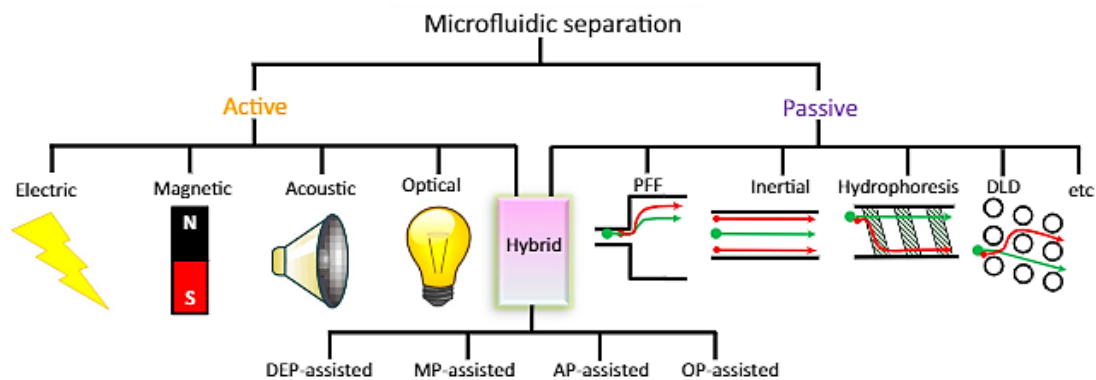 Microfluidic separation
Active
Passive
Electric
Magnetic
Acoustic
Optical
PFF
Inertial
Hydrophoresis
DLD
etc
N
S
Hybrid
DEP-assisted
MP-assisted
AP-assisted
OP-assisted